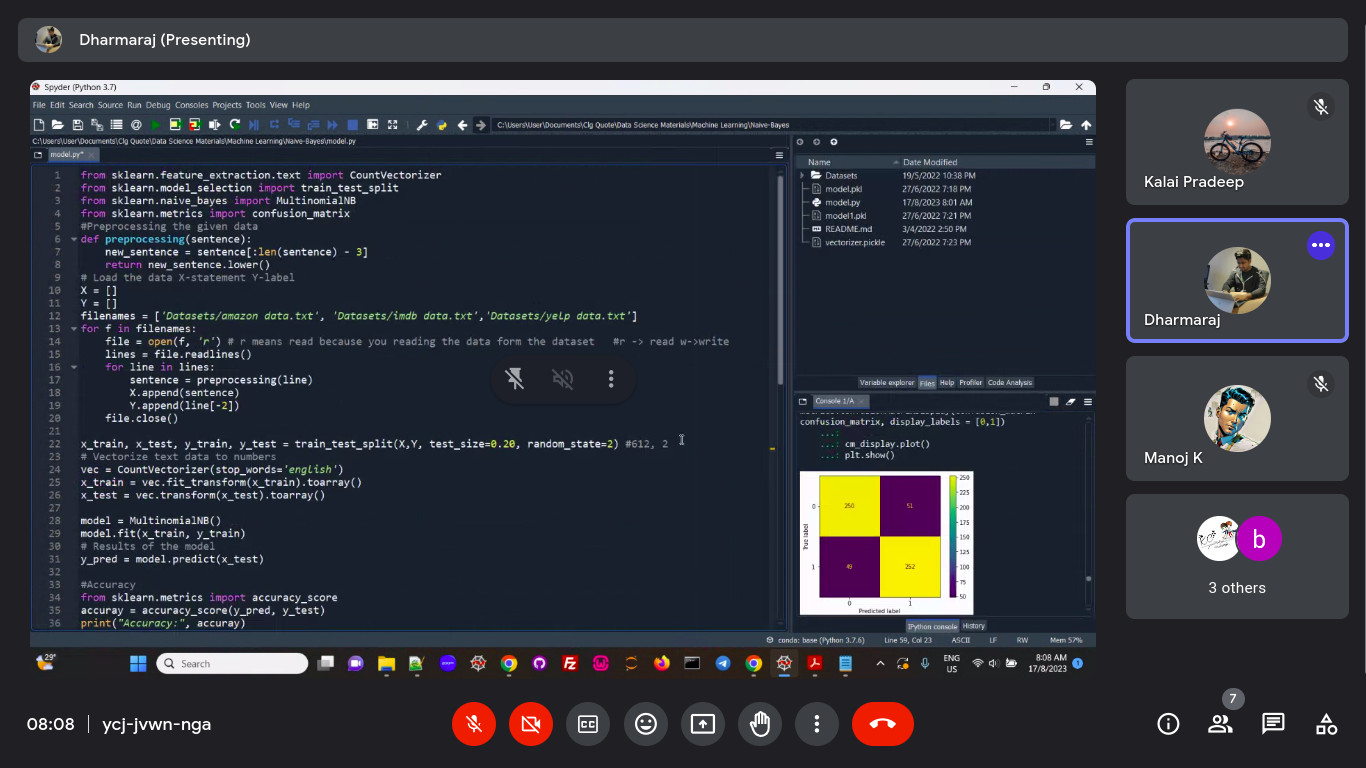 Dharmaraj (Presenting)
Spyder (Python 3.7)
File Edit Search Source Run Debug Consoles Projects Tools View Help
C:\Users\User\Documents\Clg Quote\Data Science Materials\Machine Learning\Naive-Bayes
C:\Users\User\Documents\Clg Quote\Data Science Materials\Machine Learning\Naive-Bayes\model.py
model.py*
1 from sklearn.feature_extraction.text import CountVectorizer
2 from sklearn.model_selection import train_test_split
3 from sklearn.naive_bayes import MultinomialNB
4 from sklearn.metrics import confusion_matrix
5 #Preprocessing the given data
6 def preprocessing(sentence):
7 new_sentence = sentence[:len(sentence) - 3]
8 return new_sentence.lower()
9 # Load the data X-statement Y-label
10 X = []
11 Y = []
12 filenames = ['Datasets/amazon data.txt', 'Datasets/imdb data.txt','Datasets/yelp data.txt']
13 for f in filenames:
14 file = open(f, 'r') # r means read because you reading the data form the dataset #r -> read w->write
15 lines = file.readlines()
16 for line in lines:
17 sentence = preprocessing(line)
18 X.append(sentence)
19 Y.append(line[-2])
20 file.close()
21
22 x_train, x_test, y_train, y_test = train_test_split(X,Y, test_size=0.20, random_state=2) #612, 2
23 # Vectorize text data to numbers
24 vec = CountVectorizer(stop_words='english')
25 x_train = vec.fit_transform(x_train).toarray()
26 x_test = vec.transform(x_test).toarray()
27
28 model = MultinomialNB()
29 model.fit(x_train, y_train)
30 # Results of the model
31 y_pred = model.predict(x_test)
32
33 #Accuracy
34 from sklearn.metrics import accuracy_score
35 accuray = accuracy_score(y_pred, y_test)
36 print("Accuracy:", accuray)
Name Date Modified
Datasets 19/5/2022 10:38 PM
model.pkl 27/6/2022 7:18 PM
model.py 17/8/2023 8:01 AM
model1.pkl 27/6/2022 7:21 PM
README.md 3/4/2022 2:50 PM
vectorizer.pickle 27/6/2022 7:23 PM
Variable explorer Files Help Profiler Code Analysis
Console 1/A
confusion_matrix, display_labels = [0,1])
...:
...: cm_display.plot()
...: plt.show()
250 51
252
0
1
True label
0 1
Predicted label
250
225
200
175
150
125
100
75
50
IPython console History
conda: base (Python 3.7.6) Line 59, Col 23 ASCII LF RW Mem 57%
29°
Search
zoom
ENG
US
8:08 AM
17/8/2023
1
Kalai Pradeep
Dharmaraj
Manoj K
b
3 others
08:08 | ycj-jvwn-nga
7